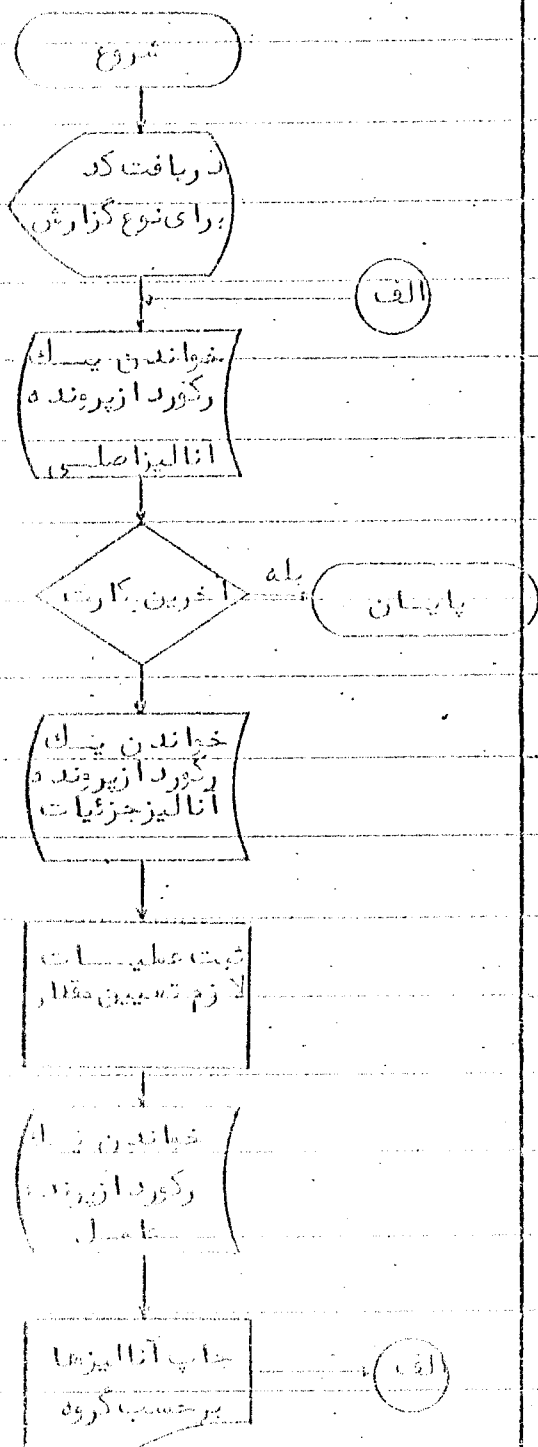 شروع
دریافت کد
برای نوع گزارش
الف
خواندن یک
رکورد از پرونده
آنالیز اصلی
آخرین کارت
بله
پایان
خواندن یک
رکورد از پرونده
آنالیز جزئیات
ثبت عملیات
لازم تعیین مقدار
خواندن یک
رکورد از پرونده
چاپ آنالیزها
برحسب گروه
الف